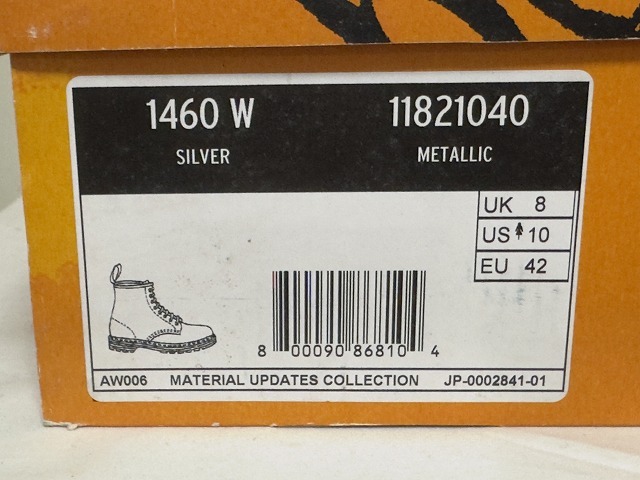 1460 W 11821040
SILVER METALLIC
UK 8
US 10
EU 42
8 00090 86810 4
AW006 MATERIAL UPDATES COLLECTION JP-0002841-01